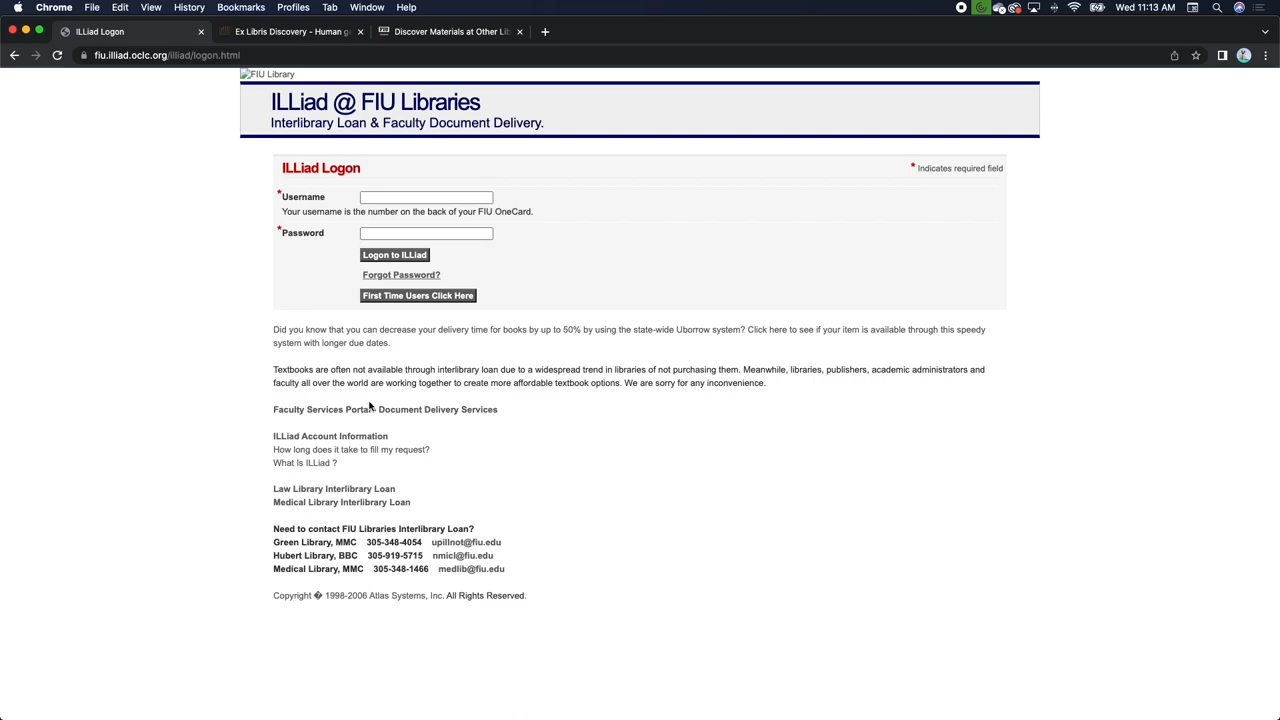 Chrome File Edit View History Bookmarks Profiles Tab Window Help
Wed 11:13 AM
ILLiad Logon
Ex Libris Discovery - Human g
Discover Materials at Other Lib
fiu.illiad.oclc.org/illiad/logon.html
FIU Library
ILLiad @ FIU Libraries
Interlibrary Loan & Faculty Document Delivery.
ILLiad Logon
* Indicates required field
* Username
Your username is the number on the back of your FIU OneCard.
* Password
Logon to ILLiad
Forgot Password?
First Time Users Click Here
Did you know that you can decrease your delivery time for books by up to 50% by using the state-wide Uborrow system? Click here to see if your item is available through this speedy
system with longer due dates.
Textbooks are often not available through interlibrary loan due to a widespread trend in libraries of not purchasing them. Meanwhile, libraries, publishers, academic administrators and
faculty all over the world are working together to create more affordable textbook options. We are sorry for any inconvenience.
Faculty Services Portal- Document Delivery Services
ILLiad Account Information
How long does it take to fill my request?
What Is ILLiad ?
Law Library Interlibrary Loan
Medical Library Interlibrary Loan
Need to contact FIU Libraries Interlibrary Loan?
Green Library, MMC 305-348-4054 upillnot@fiu.edu
Hubert Library, BBC 305-919-5715 nmicl@fiu.edu
Medical Library, MMC 305-348-1466 medlib@fiu.edu
Copyright � 1998-2006 Atlas Systems, Inc. All Rights Reserved.